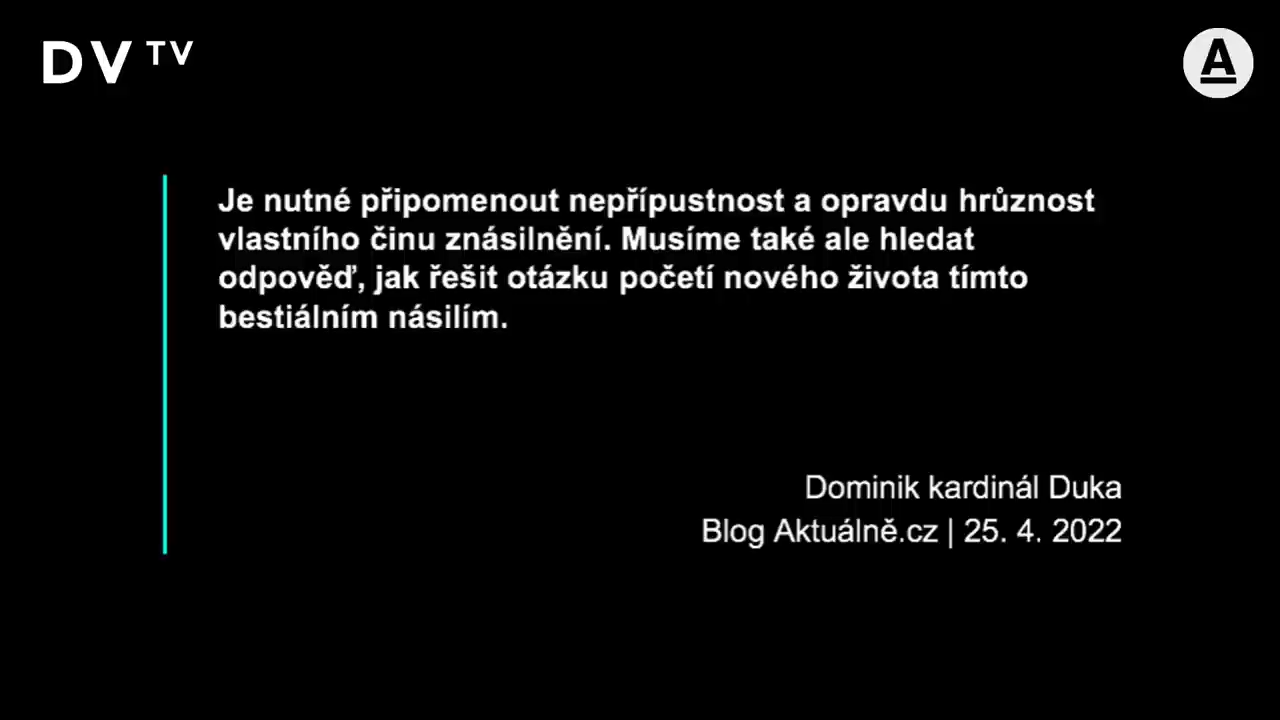 DV TV
A
Je nutné připomenout nepřípustnost a opravdu hrůznost
vlastního činu znásilnění. Musíme také ale hledat
odpověď, jak řešit otázku početí nového života tímto
bestiálním násilím.
Dominik kardinál Duka
Blog Aktuálně.cz | 25. 4. 2022